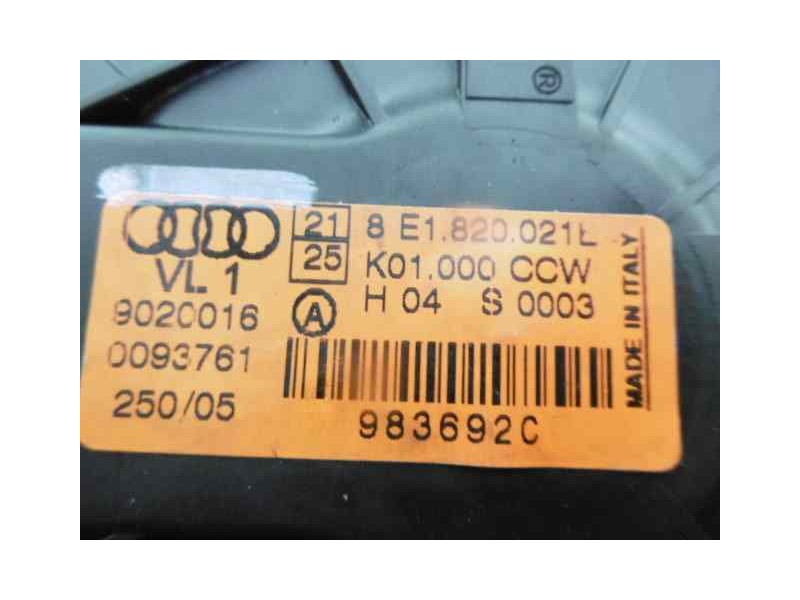 ®
21
25
8 E1.820.021L
K01.000 CCW
VL 1
H 04 S 0003
9020016
A
0093761
250/05
983692C
MADE IN ITALY